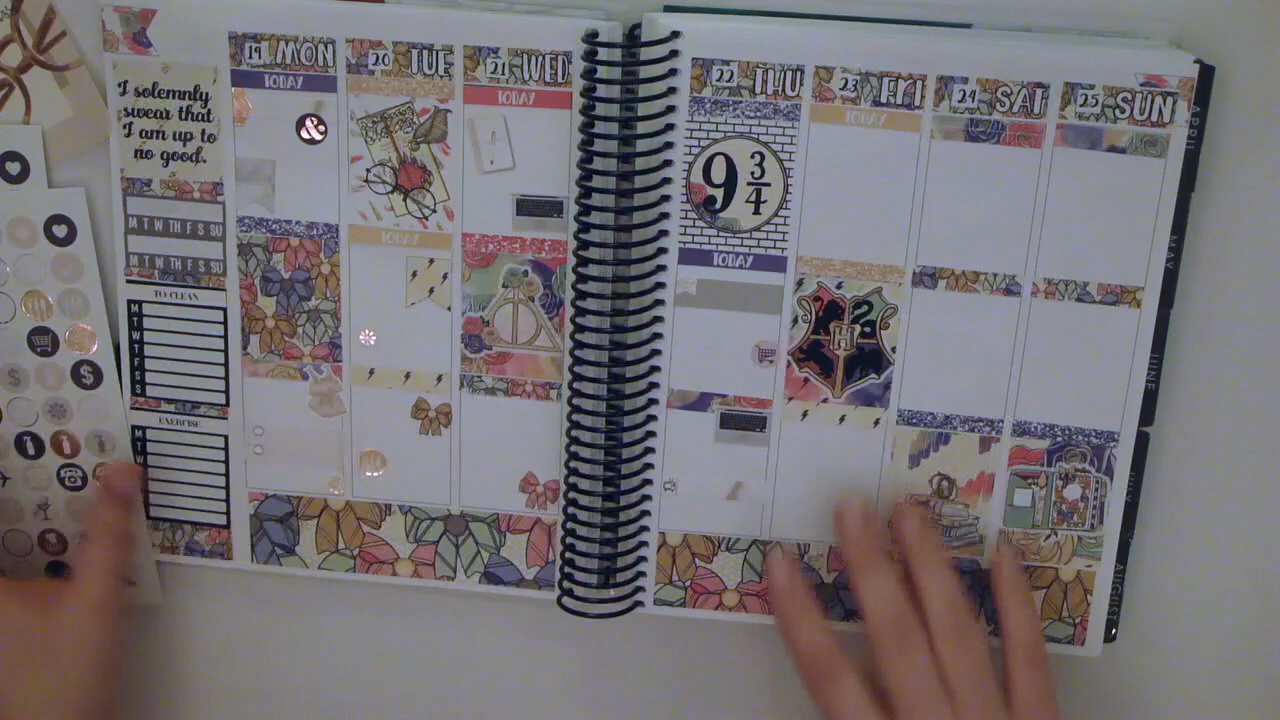 I solemnly
swear that
I am up to
no good.
M T W TH F S SU
M T W TH F S SU
TO CLEAN
M
T
W
T
F
S
S
EXERCISE
M
T
W
19 MON
TODAY
&
20 TUE
TODAY
21 WED
TODAY
22 THU
9 3/4
TODAY
23 FRI
TODAY
H
24 SAT
25 SUN
APRIL
MAY
JUNE
JULY
AUGUST
$
$